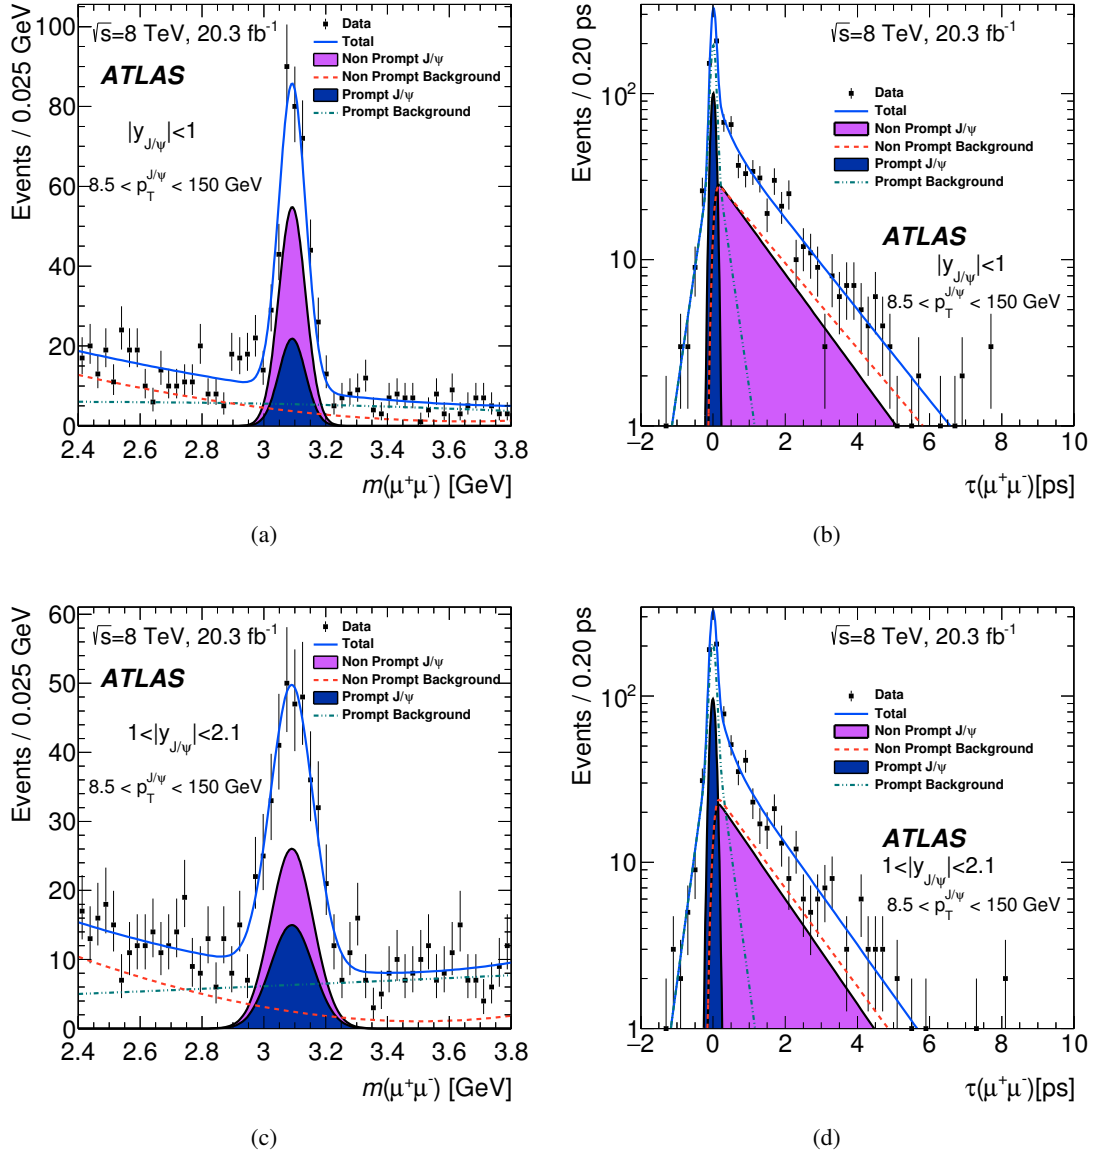 Events / 0.025 GeV
100
80
60
40
20
0
√s=8 TeV, 20.3 fb⁻¹
ATLAS
|y_J/ψ|<1
8.5 < p_T^J/ψ < 150 GeV
Data
Total
Non Prompt J/ψ
Non Prompt Background
Prompt J/ψ
Prompt Background
2.4 2.6 2.8 3 3.2 3.4 3.6 3.8
m(μ⁺μ⁻) [GeV]
(a)
Events / 0.20 ps
10²
10
1
√s=8 TeV, 20.3 fb⁻¹
Data
Total
Non Prompt J/ψ
Non Prompt Background
Prompt J/ψ
Prompt Background
ATLAS
|y_J/ψ|<1
8.5 < p_T^J/ψ < 150 GeV
−2 0 2 4 6 8 10
τ(μ⁺μ⁻)[ps]
(b)
Events / 0.025 GeV
60
50
40
30
20
10
0
√s=8 TeV, 20.3 fb⁻¹
ATLAS
1<|y_J/ψ|<2.1
8.5 < p_T^J/ψ < 150 GeV
Data
Total
Non Prompt J/ψ
Non Prompt Background
Prompt J/ψ
Prompt Background
2.4 2.6 2.8 3 3.2 3.4 3.6 3.8
m(μ⁺μ⁻) [GeV]
(c)
Events / 0.20 ps
10²
10
1
√s=8 TeV, 20.3 fb⁻¹
Data
Total
Non Prompt J/ψ
Non Prompt Background
Prompt J/ψ
Prompt Background
ATLAS
1<|y_J/ψ|<2.1
8.5 < p_T^J/ψ < 150 GeV
−2 0 2 4 6 8 10
τ(μ⁺μ⁻)[ps]
(d)